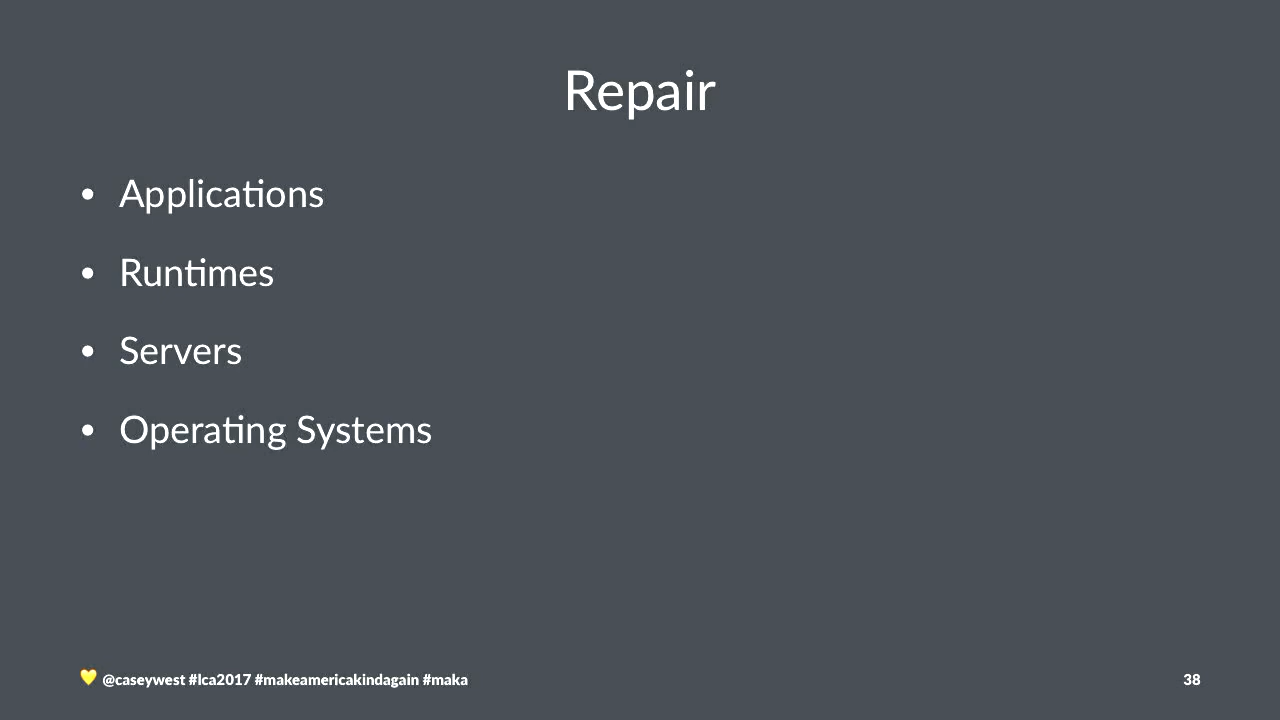 Repair
• Applications
• Runtimes
• Servers
• Operating Systems
💛 @caseywest #lca2017 #makeamericakindagain #maka
38